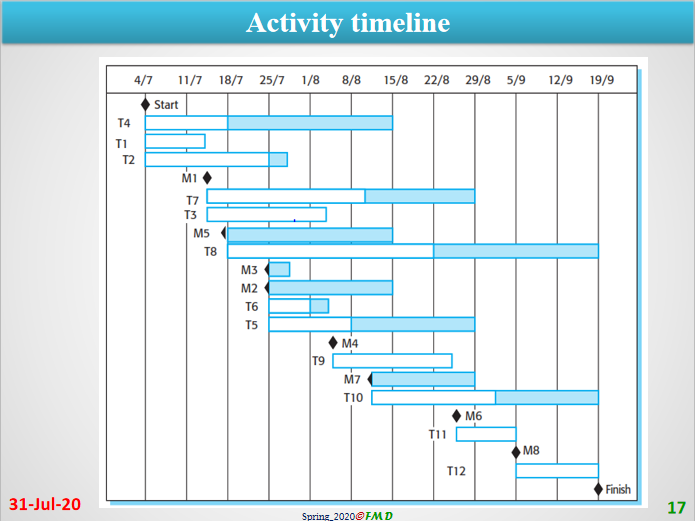 Activity timeline
4/7 11/7 18/7 25/7 1/8 8/8 15/8 22/8 29/8 5/9 12/9 19/9
Start
T4
T1
T2
M1
T7
T3
M5
T8
M3
M2
T6
T5
M4
T9
M7
T10
M6
T11
M8
T12
Finish
31-Jul-20
Spring_2020©FMD
17